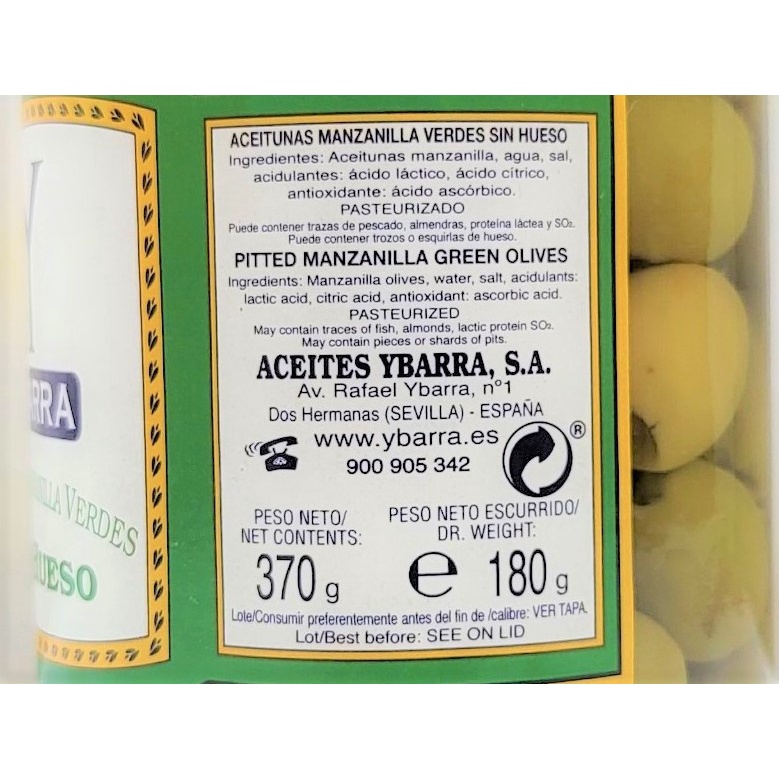 Y
RRA
NILLA VERDES
HUESO
ACEITUNAS MANZANILLA VERDES SIN HUESO
Ingredientes: Aceitunas manzanilla, agua, sal,
acidulantes: ácido láctico, ácido cítrico,
antioxidante: ácido ascórbico.
PASTEURIZADO
Puede contener trazas de pescado, almendras, proteína láctea y SO₂.
Puede contener trozos o esquirlas de hueso.
PITTED MANZANILLA GREEN OLIVES
Ingredients: Manzanilla olives, water, salt, acidulants:
lactic acid, citric acid, antioxidant: ascorbic acid.
PASTEURIZED
May contain traces of fish, almonds, lactic protein SO₂.
May contain pieces or shards of pits.
ACEITES YBARRA, S.A.
Av. Rafael Ybarra, nº1
Dos Hermanas (SEVILLA) - ESPAÑA
www.ybarra.es ®
900 905 342
PESO NETO/ PESO NETO ESCURRIDO/
NET CONTENTS: DR. WEIGHT:
370 g e 180 g
Lote/Consumir preferentemente antes del fin de /calibre: VER TAPA.
Lot/Best before: SEE ON LID